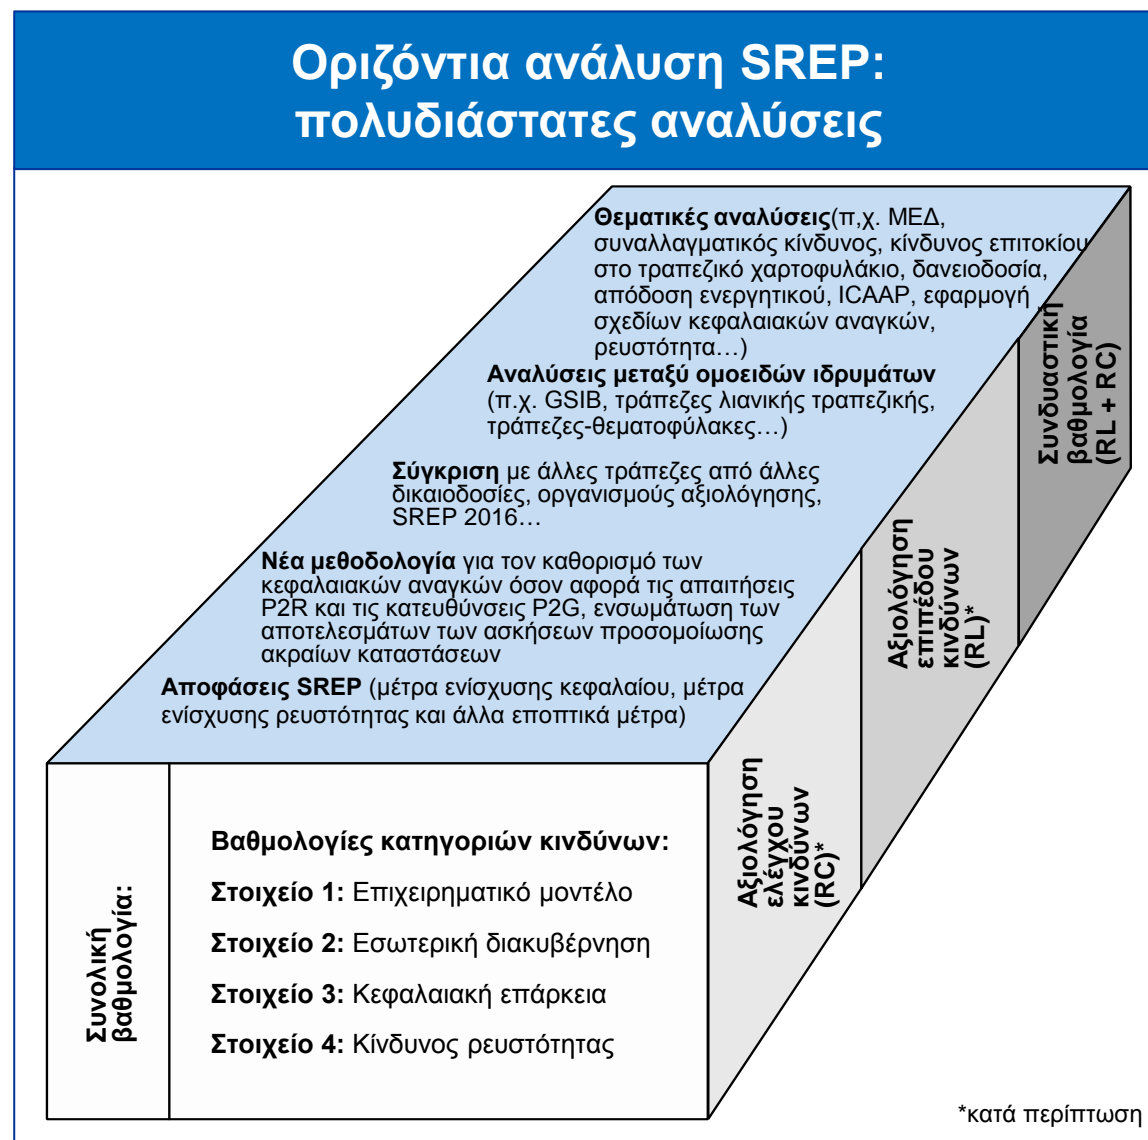 Οριζόντια ανάλυση SREP:
πολυδιάστατες αναλύσεις
Θεματικές αναλύσεις(π,χ. ΜΕΔ,
συναλλαγματικός κίνδυνος, κίνδυνος επιτοκίου
στο τραπεζικό χαρτοφυλάκιο, δανειοδοσία,
απόδοση ενεργητικού, ICAAP, εφαρμογή
σχεδίων κεφαλαιακών αναγκών,
ρευστότητα…)
Αναλύσεις μεταξύ ομοειδών ιδρυμάτων
(π.χ. GSIB, τράπεζες λιανικής τραπεζικής,
τράπεζες-θεματοφύλακες…)
Σύγκριση με άλλες τράπεζες από άλλες
δικαιοδοσίες, οργανισμούς αξιολόγησης,
SREP 2016…
Νέα μεθοδολογία για τον καθορισμό των
κεφαλαιακών αναγκών όσον αφορά τις απαιτήσεις
P2R και τις κατευθύνσεις P2G, ενσωμάτωση των
αποτελεσμάτων των ασκήσεων προσομοίωσης
ακραίων καταστάσεων
Αποφάσεις SREP (μέτρα ενίσχυσης κεφαλαίου, μέτρα
ενίσχυσης ρευστότητας και άλλα εποπτικά μέτρα)
Συνολική
βαθμολογία:
Βαθμολογίες κατηγοριών κινδύνων:
Στοιχείο 1: Επιχειρηματικό μοντέλο
Στοιχείο 2: Εσωτερική διακυβέρνηση
Στοιχείο 3: Κεφαλαιακή επάρκεια
Στοιχείο 4: Κίνδυνος ρευστότητας
Αξιολόγηση
ελέγχου
κινδύνων
(RC)*
Αξιολόγηση
επιπέδου
κινδύνων
(RL)*
Συνδυαστική
βαθμολογία
(RL + RC)
*κατά περίπτωση